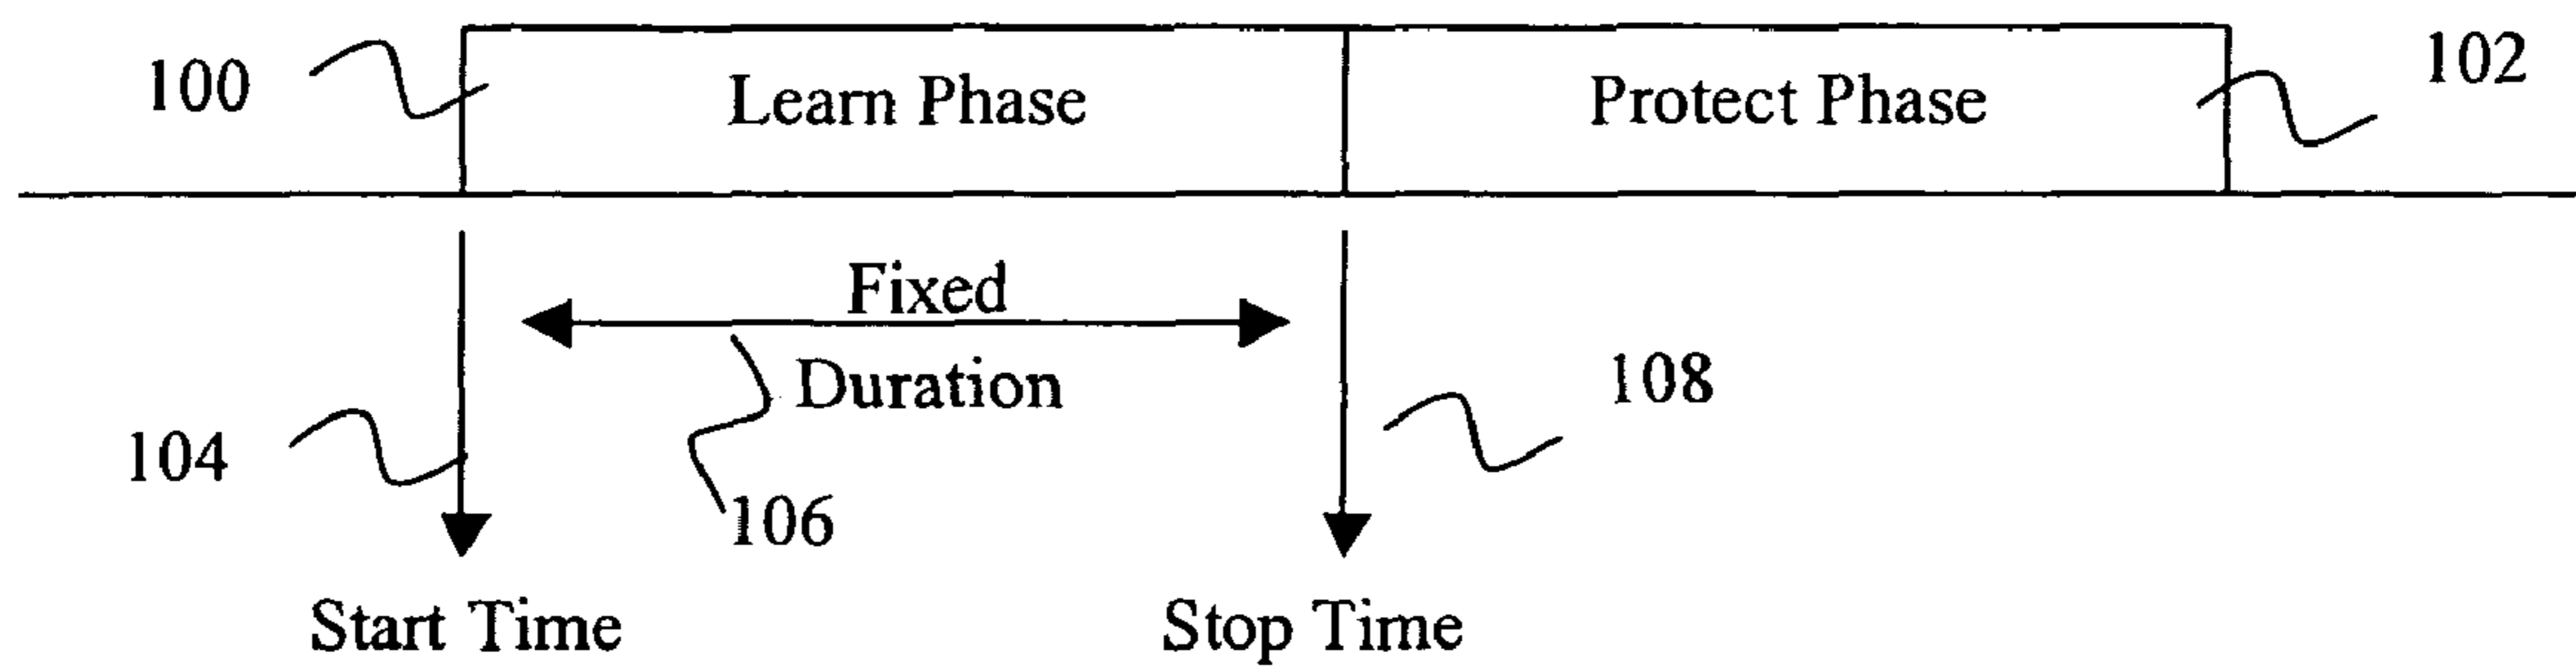 100
Learn Phase
Protect Phase
102
Fixed
Duration
104
106
108
Start Time
Stop Time